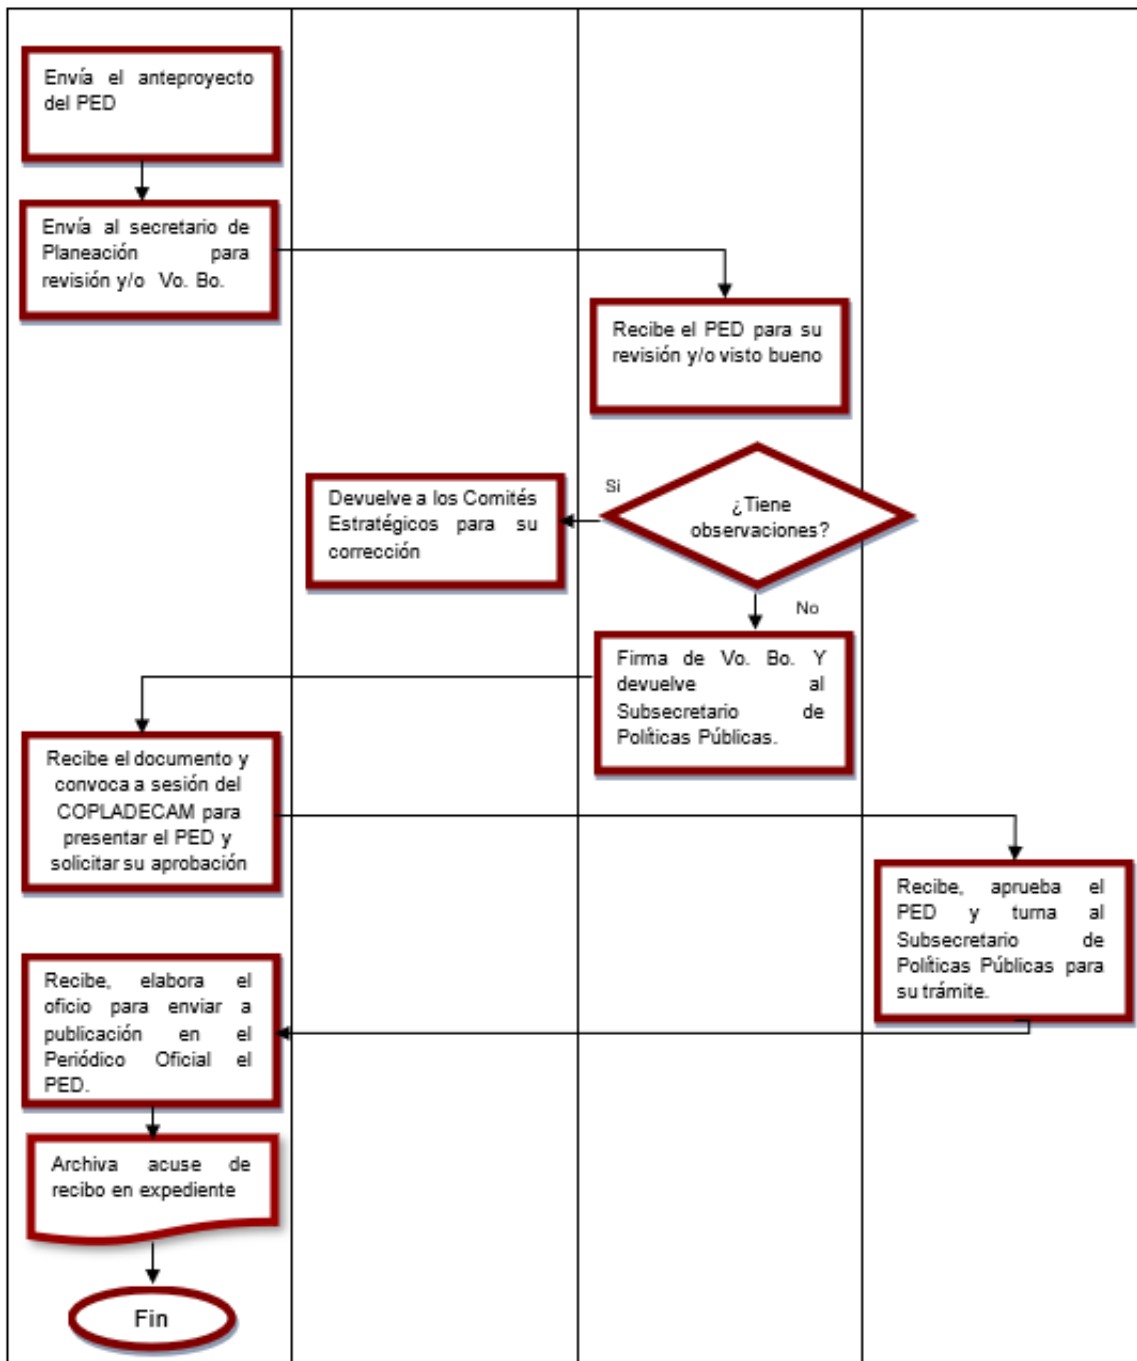 Envía el anteproyecto
del PED
Envía al secretario de
Planeación para
revisión y/o Vo. Bo.
Recibe el PED para su
revisión y/o visto bueno
¿Tiene
observaciones?
Si
Devuelve a los Comités
Estratégicos para su
corrección
No
Firma de Vo. Bo. Y
devuelve al
Subsecretario de
Políticas Públicas.
Recibe el documento y
convoca a sesión del
COPLADECAM para
presentar el PED y
solicitar su aprobación
Recibe, aprueba el
PED y turna al
Subsecretario de
Políticas Públicas para
su trámite.
Recibe, elabora el
oficio para enviar a
publicación en el
Periódico Oficial el
PED.
Archiva acuse de
recibo en expediente
Fin